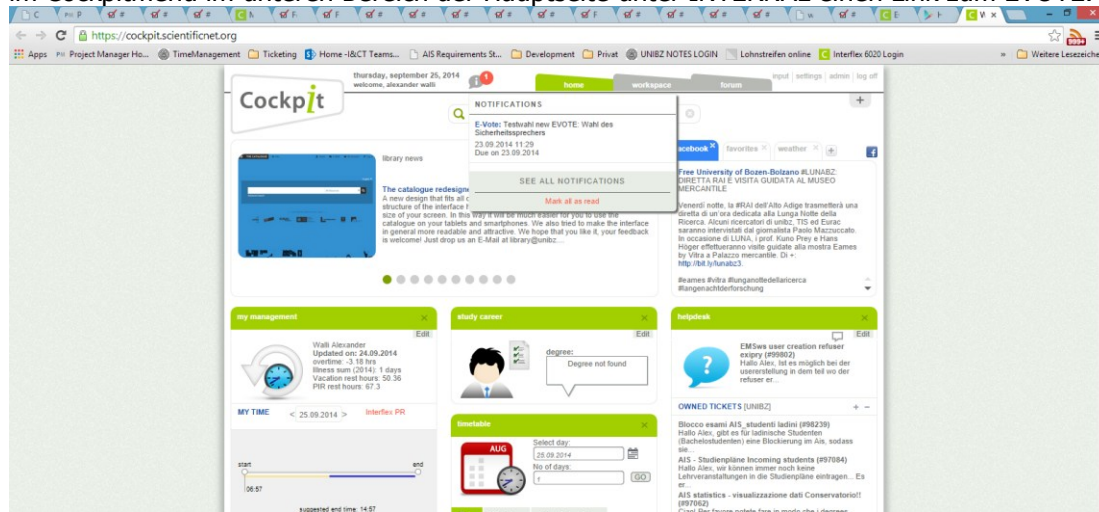 im Cockpitmenü im unteren Bereich der Hauptseite unter INTERRAE einen Link zum EVOTE.
https://cockpit.scientificnet.org
Apps Project Manager Ho... TimeManagement Ticketing Home -I&CT Teams... AIS Requirements St... Development Privat UNIBZ NOTES LOGIN Lohnstreifen online Interflex 6020 Login » Weitere Lesezeichen
Cockpit
thursday, september 25, 2014
welcome, alexander walli
1
home workspace forum
input | settings | admin | log off
NOTIFICATIONS
E-Vote: Testwahl new EVOTE: Wahl des
Sicherheitssprechers
23.09.2014 11:29
Due on 23.09.2014
SEE ALL NOTIFICATIONS
Mark all as read
library news
The catalogue redesigne
A new design that fits all
structure of the interface
size of your screen. In this way it will be much easier for you to use the
catalogue on your tablets and smartphones. We also tried to make the interface
in general more readable and attractive. We hope that you like it, your feedback
is welcome! Just drop us an E-Mail at library@unibz...
acebook favorites weather
Free University of Bozen-Bolzano #LUNABZ:
DIRETTA RAI E VISITA GUIDATA AL MUSEO
MERCANTILE
Venerdì notte, la #RAI dell'Alto Adige trasmetterà una
diretta di un'ora dedicata alla Lunga Notte della
Ricerca. Alcuni ricercatori di unibz, TIS ed Eurac
saranno intervistati dal giornalista Paolo Mazzucato.
In occasione di LUNA, i prof. Kuno Prey e Hans
Höger effettueranno visite guidate alla mostra Eames
by Vitra a Palazzo mercantile. Di +:
http://bit.ly/lunabz3.
#eames #vitra #lunganottedellaricerca
#langenachtderforschung
my management
Edit
Walli Alexander
Updated on: 24.09.2014
overtime: -3.18 hrs
Illness sum (2014): 1 days
Vacation rest hours: 50.36
PIR rest hours: 67.3
MY TIME < 25.09.2014 > Interflex PR
start end
06:57
suggested end time: 14:57
study career
Edit
degree:
Degree not found
timetable
AUG
Select day:
25.09.2014
No of days:
1 GO
helpdesk
Edit
EMSws user creation refuser
exipry (#99802)
Hallo Alex, Ist es möglich bei der
usererstellung in dem teil wo der
refuser er...
OWNED TICKETS [UNIBZ] + −
Blocco esami AIS_studenti ladini (#98239)
Hallo Alex, gibt es für ladinische Studenten
(Bachelostudenten) eine Blockierung im Ais, sodass
sie...
AIS - Studienpläne Incoming students (#97084)
Hallo Alex, wir können immer noch keine
Lehrveranstaltungen in die Studienpläne eintragen... Es
er...
AIS statistics - visualizzazione dati Conservatorio!!
(#97062)
Ciao! Per favore potete fare in modo che i degrees